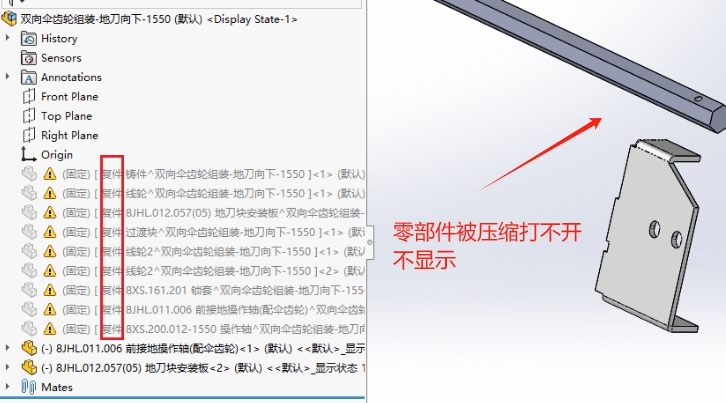 双向伞齿轮组装-地刀向下-1550 (默认) <Display State-1>
History
Sensors
Annotations
Front Plane
Top Plane
Right Plane
Origin
(固定) [ 复件 铸件^双向伞齿轮组装-地刀向下-1550 ]<1> (默认)
(固定) [ 复件 线轮^双向伞齿轮组装-地刀向下-1550 ]<1> (默认)
(固定) [ 复件 8JHL.012.057(05) 地刀块安装板^双向伞齿轮组装-
(固定) [ 复件 过渡块^双向伞齿轮组装-地刀向下-1550 ]<1> (默
(固定) [ 复件 线轮2^双向伞齿轮组装-地刀向下-1550 ]<1> (默认
(固定) [ 复件 线轮2^双向伞齿轮组装-地刀向下-1550 ]<2> (默认
(固定) [ 复件 8XS.161.201 锁套^双向伞齿轮组装-地刀向下-1550
(固定) [ 复件 8JHL.011.006 前接地操作轴(配伞齿轮)^双向伞齿轮
(固定) [ 复件 8XS.200.012-1550 操作轴^双向伞齿轮组装-地刀向
(-) 8JHL.011.006 前接地操作轴(配伞齿轮)<1> (默认) <<默认>_显示
(-) 8JHL.012.057(05) 地刀块安装板<2> (默认) <<默认>_显示状态 1
Mates
零部件被压缩打不开
不显示